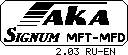 AKA
SIGNUM MFT-MFD
2.03 RU-EN